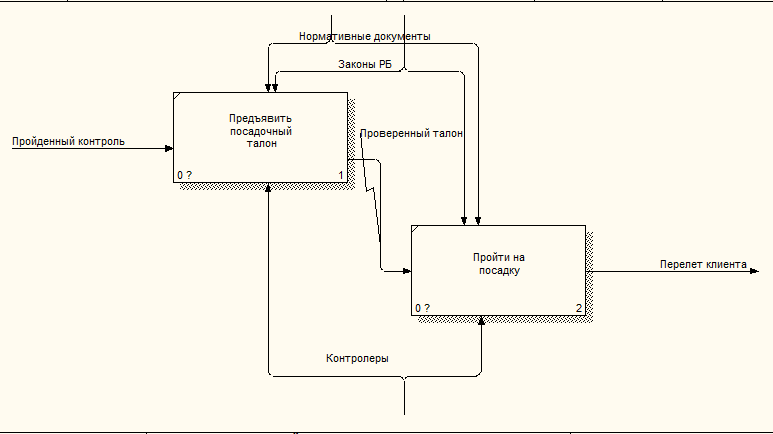 Нормативные документы
Законы РБ
Предъявить
посадочный
талон
0 ?
1
Пройденный контроль
Проверенный талон
Пройти на
посадку
0 ?
2
Перелет клиента
Контролеры